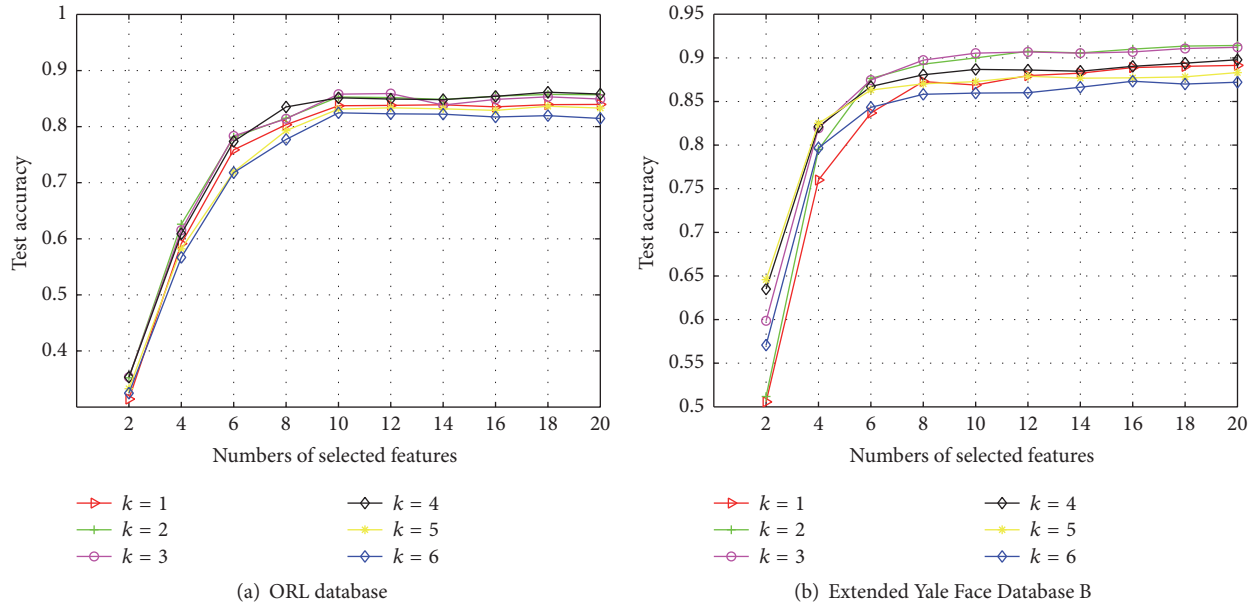 1
0.9
0.8
0.7
0.6
0.5
0.4
Test accuracy
2 4 6 8 10 12 14 16 18 20
Numbers of selected features
k = 1
k = 2
k = 3
k = 4
k = 5
k = 6
(a) ORL database
0.95
0.9
0.85
0.8
0.75
0.7
0.65
0.6
0.55
0.5
Test accuracy
2 4 6 8 10 12 14 16 18 20
Numbers of selected features
k = 1
k = 2
k = 3
k = 4
k = 5
k = 6
(b) Extended Yale Face Database B